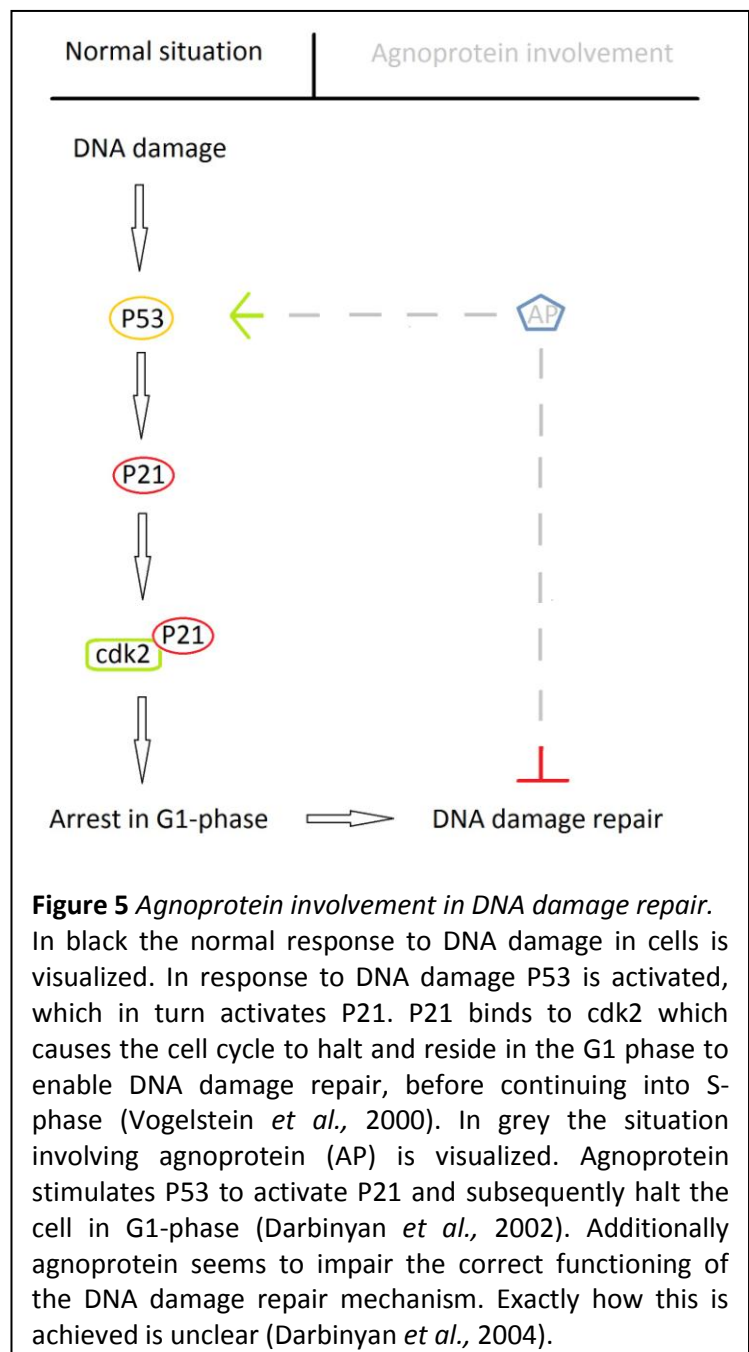 Normal situation
Agnoprotein involvement
DNA damage
P53
AP
P21
P21
cdk2
Arrest in G1-phase
DNA damage repair
Figure 5 Agnoprotein involvement in DNA damage repair.
In black the normal response to DNA damage in cells is
visualized. In response to DNA damage P53 is activated,
which in turn activates P21. P21 binds to cdk2 which
causes the cell cycle to halt and reside in the G1 phase to
enable DNA damage repair, before continuing into S-
phase (Vogelstein et al., 2000). In grey the situation
involving agnoprotein (AP) is visualized. Agnoprotein
stimulates P53 to activate P21 and subsequently halt the
cell in G1-phase (Darbinyan et al., 2002). Additionally
agnoprotein seems to impair the correct functioning of
the DNA damage repair mechanism. Exactly how this is
achieved is unclear (Darbinyan et al., 2004).